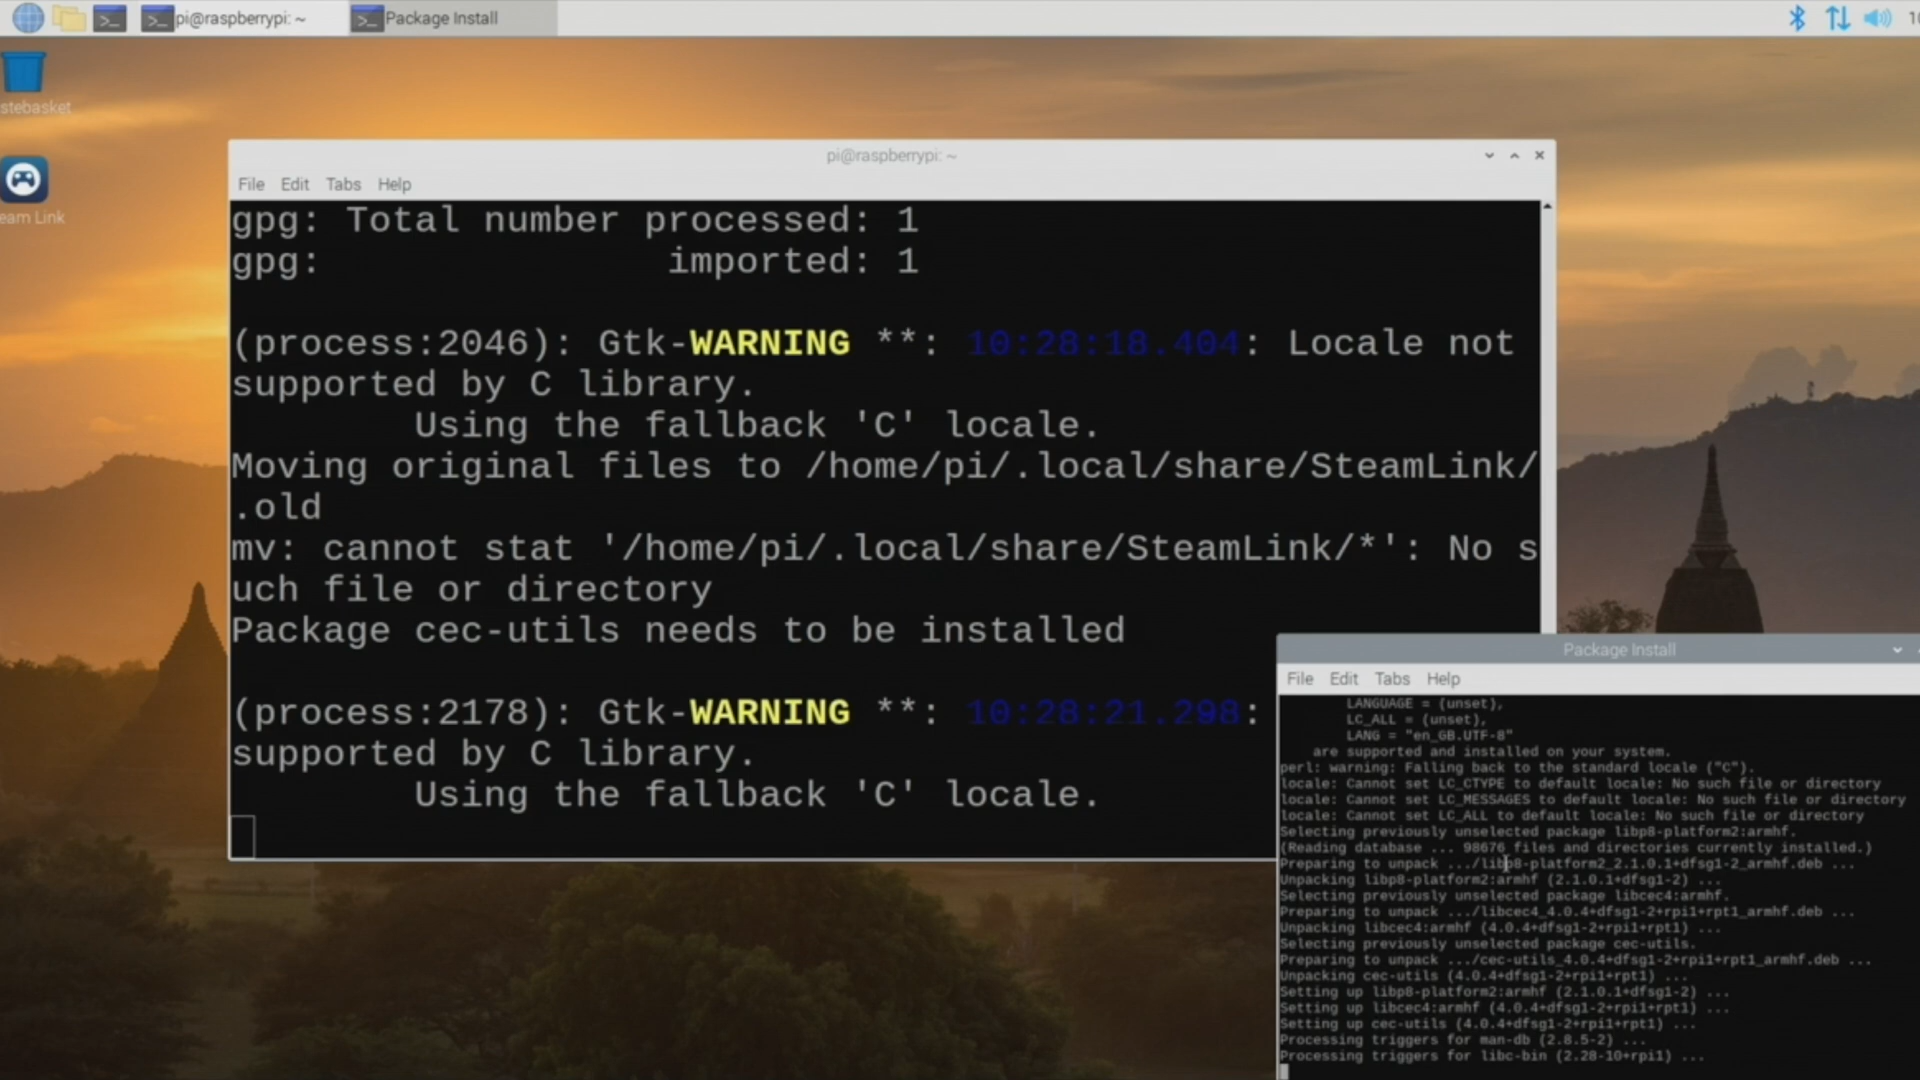 pi@raspberrypi: ~
Package Install
stebasket
eam Link
pi@raspberrypi: ~
File Edit Tabs Help
gpg: Total number processed: 1
gpg:               imported: 1
(process:2046): Gtk-WARNING **: 10:28:18.404: Locale not
supported by C library.
        Using the fallback 'C' locale.
Moving original files to /home/pi/.local/share/SteamLink/
.old
mv: cannot stat '/home/pi/.local/share/SteamLink/*': No s
uch file or directory
Package cec-utils needs to be installed
(process:2178): Gtk-WARNING **: 10:28:21.298:
supported by C library.
        Using the fallback 'C' locale.
Package Install
File Edit Tabs Help
LANGUAGE = (unset),
LC_ALL = (unset),
LANG = "en_GB.UTF-8"
are supported and installed on your system.
perl: warning: Falling back to the standard locale ("C").
locale: Cannot set LC_CTYPE to default locale: No such file or directory
locale: Cannot set LC_MESSAGES to default locale: No such file or directory
locale: Cannot set LC_ALL to default locale: No such file or directory
Selecting previously unselected package libp8-platform2:armhf.
(Reading database ... 98676 files and directories currently installed.)
Preparing to unpack .../libp8-platform2_2.1.0.1+dfsg1-2_armhf.deb ...
Unpacking libp8-platform2:armhf (2.1.0.1+dfsg1-2) ...
Selecting previously unselected package libcec4:armhf.
Preparing to unpack .../libcec4_4.0.4+dfsg1-2+rpi1+rpt1_armhf.deb ...
Unpacking libcec4:armhf (4.0.4+dfsg1-2+rpi1+rpt1) ...
Selecting previously unselected package cec-utils.
Preparing to unpack .../cec-utils_4.0.4+dfsg1-2+rpi1+rpt1_armhf.deb ...
Unpacking cec-utils (4.0.4+dfsg1-2+rpi1+rpt1) ...
Setting up libp8-platform2:armhf (2.1.0.1+dfsg1-2) ...
Setting up libcec4:armhf (4.0.4+dfsg1-2+rpi1+rpt1) ...
Setting up cec-utils (4.0.4+dfsg1-2+rpi1+rpt1) ...
Processing triggers for man-db (2.8.5-2) ...
Processing triggers for libc-bin (2.28-10+rpi1) ...